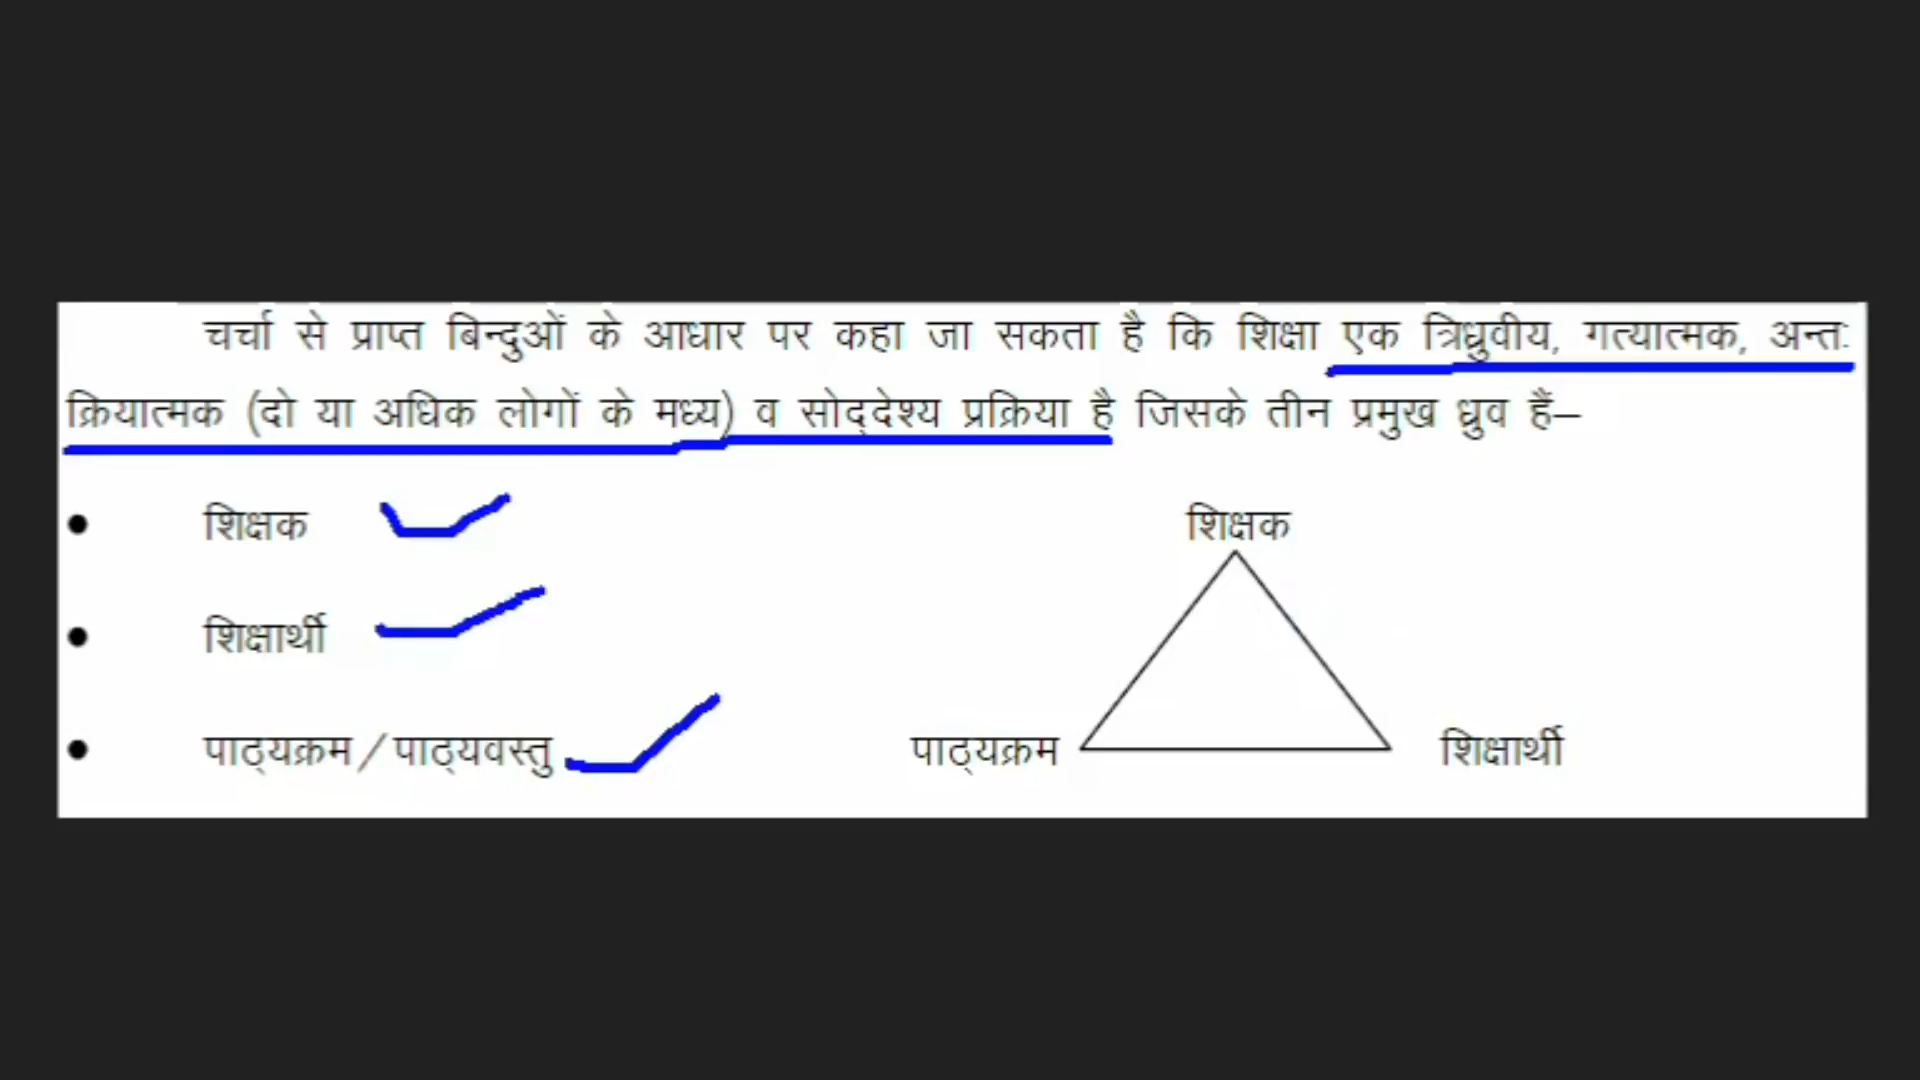 चर्चा से प्राप्त बिन्दुओं के आधार पर कहा जा सकता है कि शिक्षा एक त्रिध्रुवीय, गत्यात्मक, अन्तः
क्रियात्मक (दो या अधिक लोगों के मध्य) व सोद्देश्य प्रक्रिया है जिसके तीन प्रमुख ध्रुव हैं–
• शिक्षक
शिक्षक
• शिक्षार्थी
• पाठ्यक्रम/पाठ्यवस्तु
पाठ्यक्रम
शिक्षार्थी